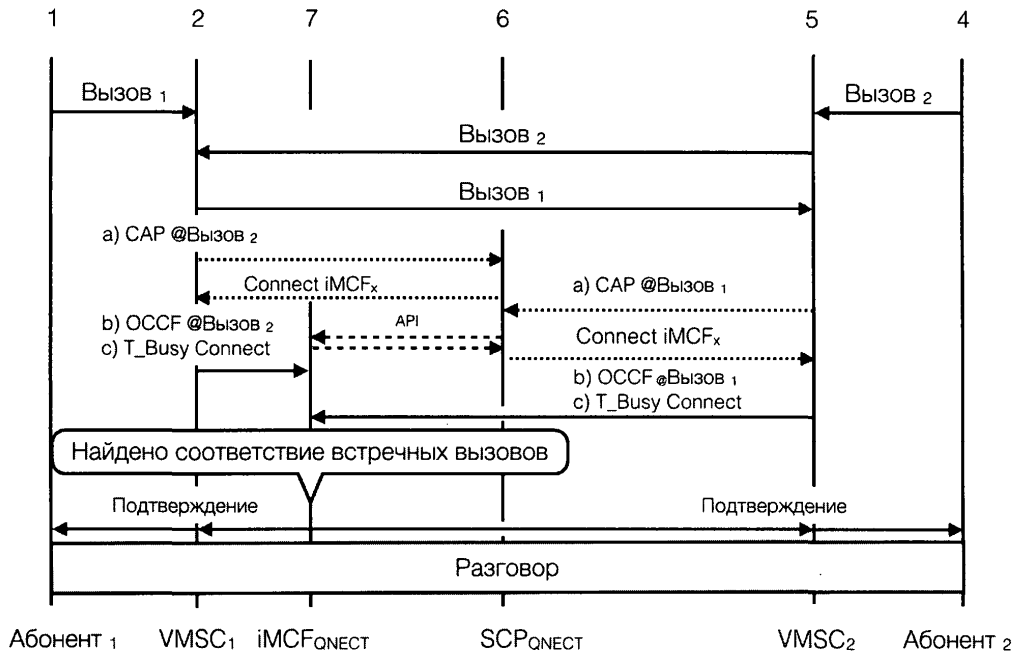 1 2 7 6 5 4
Вызов 1 Вызов 2
Вызов 2
Вызов 1
a) CAP @Вызов 2
Connect iMCFx a) CAP @Вызов 1
b) OCCF @Вызов 2 API
c) T_Busy Connect Connect iMCFx
b) OCCF @Вызов 1
c) T_Busy Connect
Найдено соответствие встречных вызовов
Подтверждение Подтверждение
Разговор
Абонент 1 VMSC1 iMCFQNECT SCPQNECT VMSC2 Абонент 2